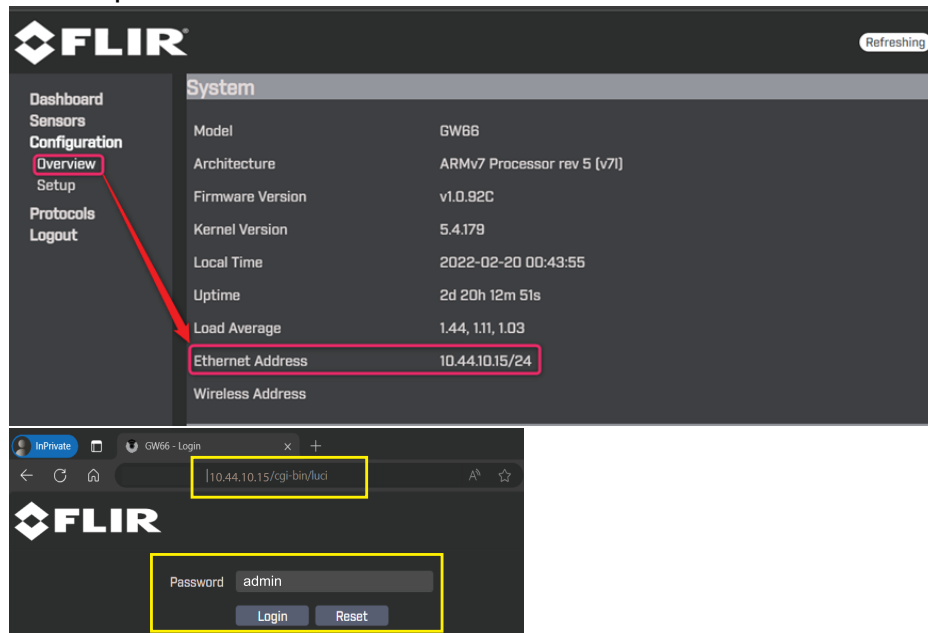 FLIR
Refreshing
Dashboard
Sensors
Configuration
Overview
Setup
Protocols
Logout
System
Model GW66
Architecture ARMv7 Processor rev 5 (v7l)
Firmware Version v1.0.92C
Kernel Version 5.4.179
Local Time 2022-02-20 00:43:55
Uptime 2d 20h 12m 51s
Load Average 1.44, 1.11, 1.03
Ethernet Address 10.44.10.15/24
Wireless Address
InPrivate GW66 - Login
10.44.10.15/cgi-bin/luci
FLIR
Password admin
Login Reset